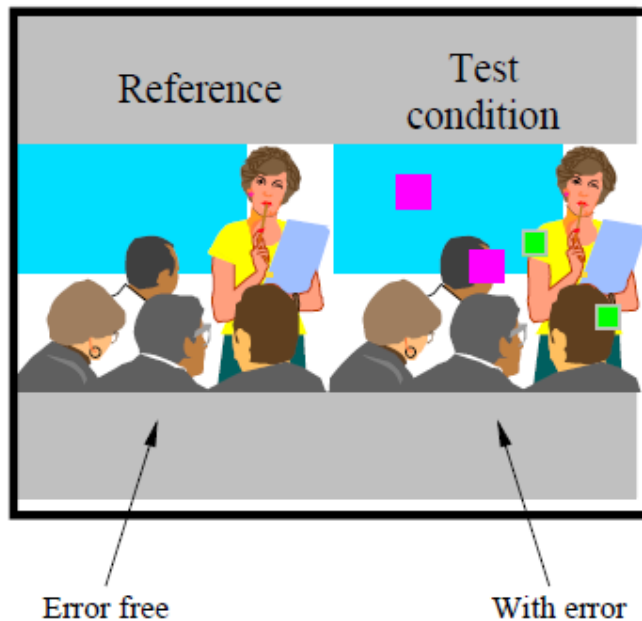 Reference
Test
condition
Error free
With error